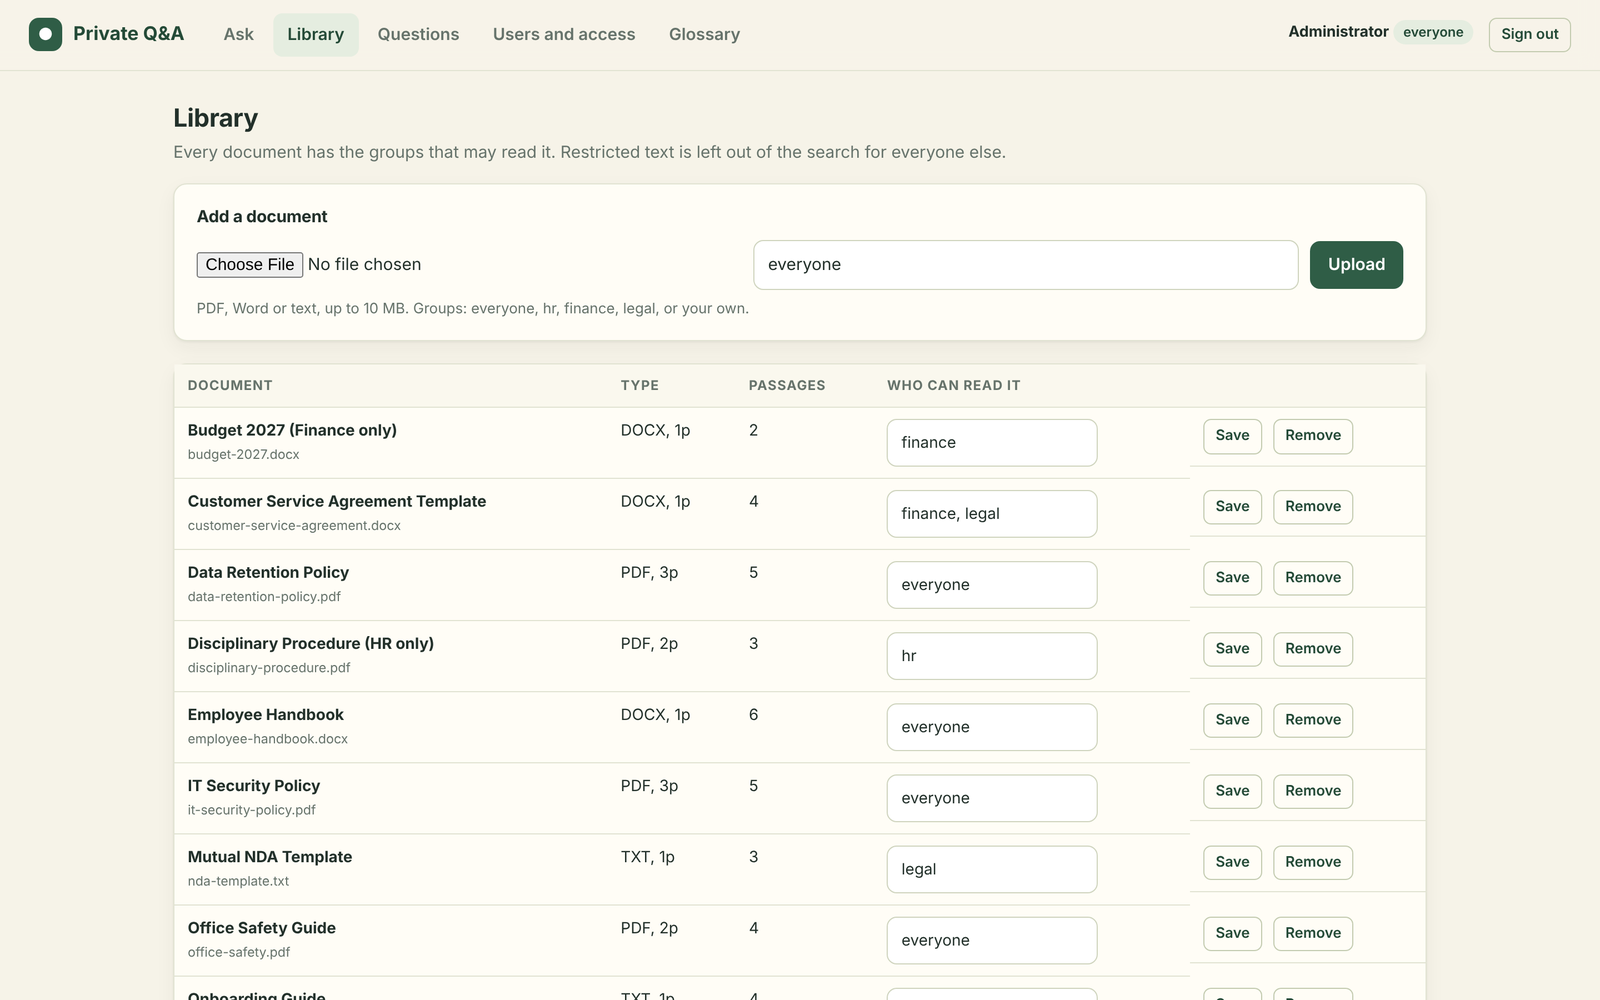 Private Q&A Ask Library Questions Users and access Glossary Administrator everyone Sign out
Library
Every document has the groups that may read it. Restricted text is left out of the search for everyone else.
Add a document
Choose File No file chosen everyone Upload
PDF, Word or text, up to 10 MB. Groups: everyone, hr, finance, legal, or your own.
DOCUMENT TYPE PASSAGES WHO CAN READ IT
Budget 2027 (Finance only) DOCX, 1p 2 finance Save Remove
budget-2027.docx
Customer Service Agreement Template DOCX, 1p 4 finance, legal Save Remove
customer-service-agreement.docx
Data Retention Policy PDF, 3p 5 everyone Save Remove
data-retention-policy.pdf
Disciplinary Procedure (HR only) PDF, 2p 3 hr Save Remove
disciplinary-procedure.pdf
Employee Handbook DOCX, 1p 6 everyone Save Remove
employee-handbook.docx
IT Security Policy PDF, 3p 5 everyone Save Remove
it-security-policy.pdf
Mutual NDA Template TXT, 1p 3 legal Save Remove
nda-template.txt
Office Safety Guide PDF, 2p 4 everyone Save Remove
office-safety.pdf
Onboarding Guide TXT, 1p 4 Save Remove